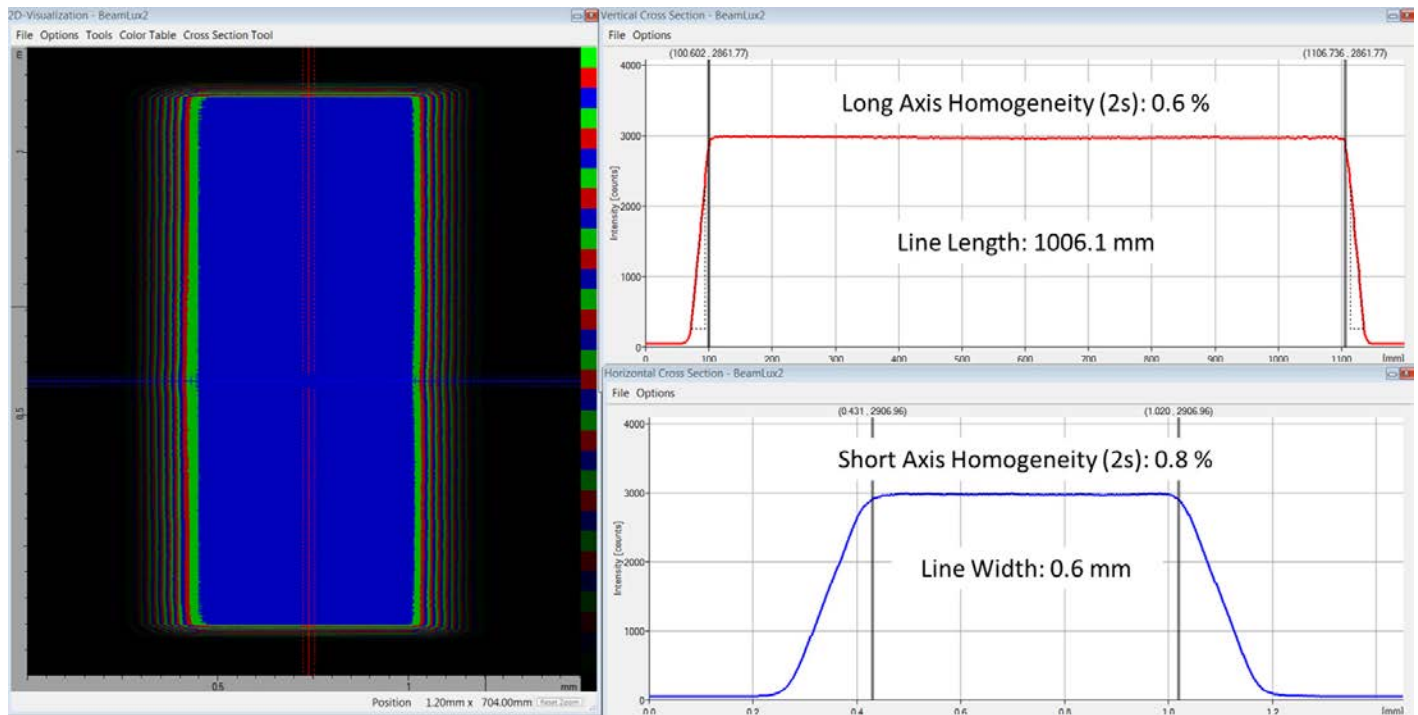 2D-Visualization - BeamLux2
File Options Tools Color Table Cross Section Tool
m
1
0,5
0.5
1
mm
Position 1.20mm x 704.00mm Reset Zoom
Vertical Cross Section - BeamLux2
File Options
(100.602 , 2861.77)
(1106.736 , 2861.77)
4000
3000
2000
1000
0
Intensity [counts]
Long Axis Homogeneity (2s): 0.6 %
Line Length: 1006.1 mm
0 100 200 300 400 500 600 700 800 900 1000 1100 [mm]
Horizontal Cross Section - BeamLux2
File Options
(0.431 , 2906.96)
(1.020 , 2906.96)
4000
3000
2000
1000
0
Intensity [counts]
Short Axis Homogeneity (2s): 0.8 %
Line Width: 0.6 mm
0.0 0.2 0.4 0.6 0.8 1.0 1.2 [mm]